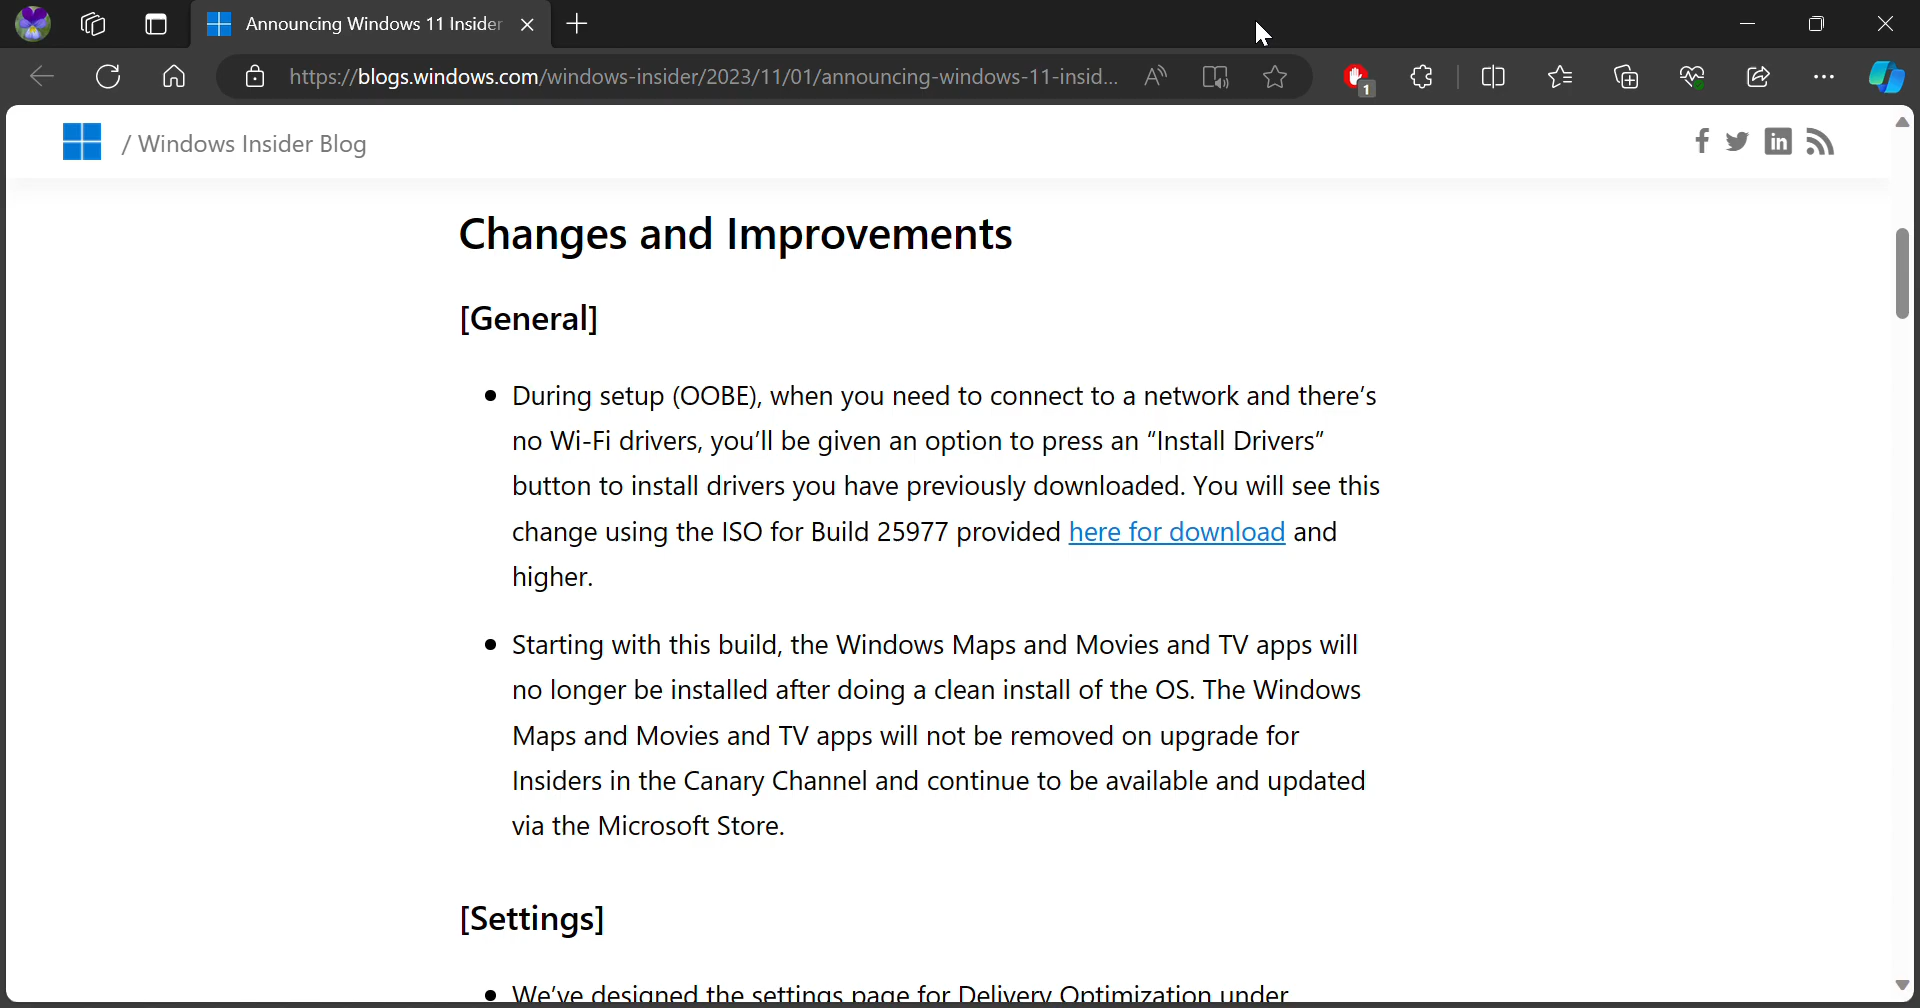 Announcing Windows 11 Insider
https://blogs.windows.com/windows-insider/2023/11/01/announcing-windows-11-insid...
1
/ Windows Insider Blog
Changes and Improvements
[General]
• During setup (OOBE), when you need to connect to a network and there’s
no Wi-Fi drivers, you’ll be given an option to press an “Install Drivers”
button to install drivers you have previously downloaded. You will see this
change using the ISO for Build 25977 provided here for download and
higher.
• Starting with this build, the Windows Maps and Movies and TV apps will
no longer be installed after doing a clean install of the OS. The Windows
Maps and Movies and TV apps will not be removed on upgrade for
Insiders in the Canary Channel and continue to be available and updated
via the Microsoft Store.
[Settings]
• We’ve designed the settings page for Delivery Optimization under